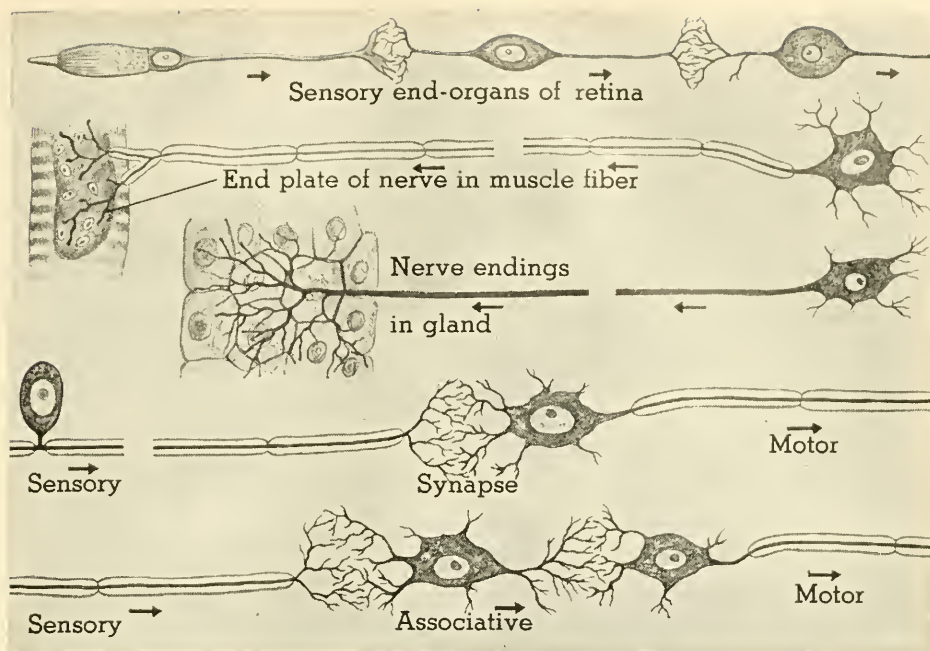 Sensory end-organs of retina
End plate of nerve in muscle fiber
Nerve endings
in gland
Sensory
Synapse
Motor
Sensory
Associative
Motor